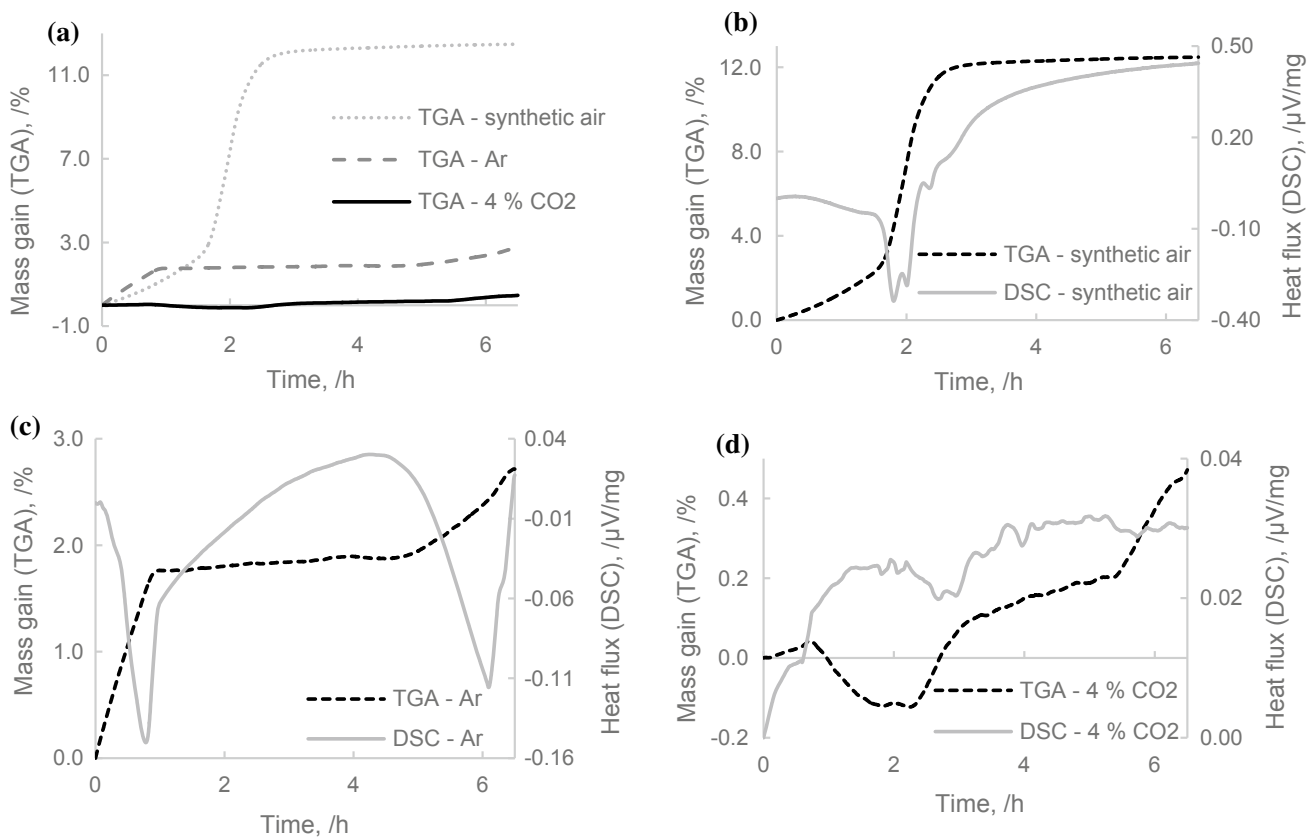 (a)
11.0
7.0
3.0
-1.0
Mass gain (TGA), /%
TGA - synthetic air
TGA - Ar
TGA - 4 % CO2
0
2
4
6
Time, /h
(b)
12.0
8.0
4.0
0.0
Mass gain (TGA), /%
TGA - synthetic air
DSC - synthetic air
0.50
0.20
-0.10
-0.40
Heat flux (DSC), /µV/mg
0
2
4
6
Time, /h
(c)
3.0
2.0
1.0
0.0
Mass gain (TGA), /%
TGA - Ar
DSC - Ar
0.04
-0.01
-0.06
-0.11
-0.16
Heat flux (DSC), /µV/mg
0
2
4
6
Time, /h
(d)
0.4
0.2
0.0
-0.2
Mass gain (TGA), /%
TGA - 4 % CO2
DSC - 4 % CO2
0.04
0.02
0.00
Heat flux (DSC), /µV/mg
0
2
4
6
Time, /h